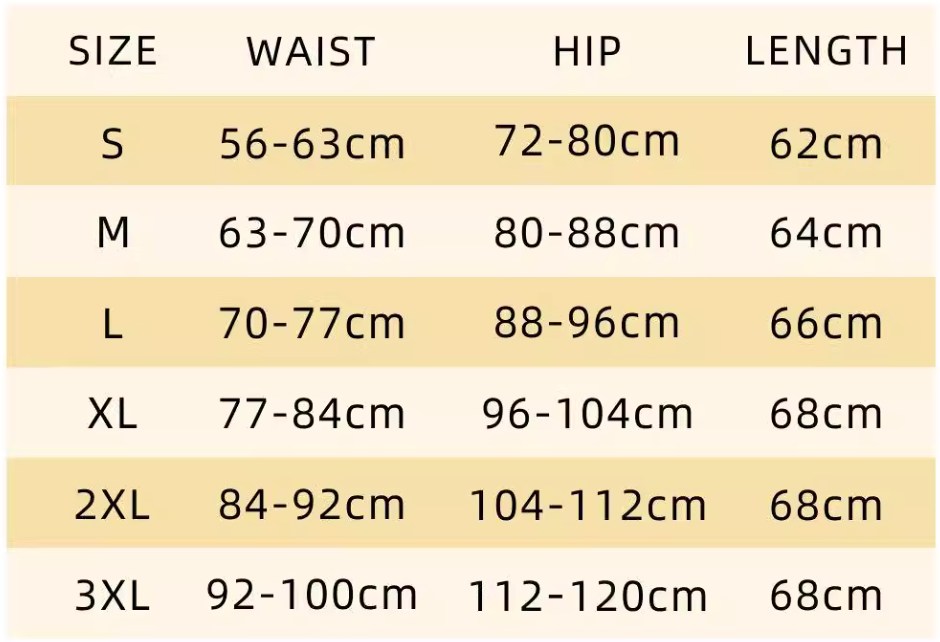 SIZE WAIST HIP LENGTH
S 56-63cm 72-80cm 62cm
M 63-70cm 80-88cm 64cm
L 70-77cm 88-96cm 66cm
XL 77-84cm 96-104cm 68cm
2XL 84-92cm 104-112cm 68cm
3XL 92-100cm 112-120cm 68cm